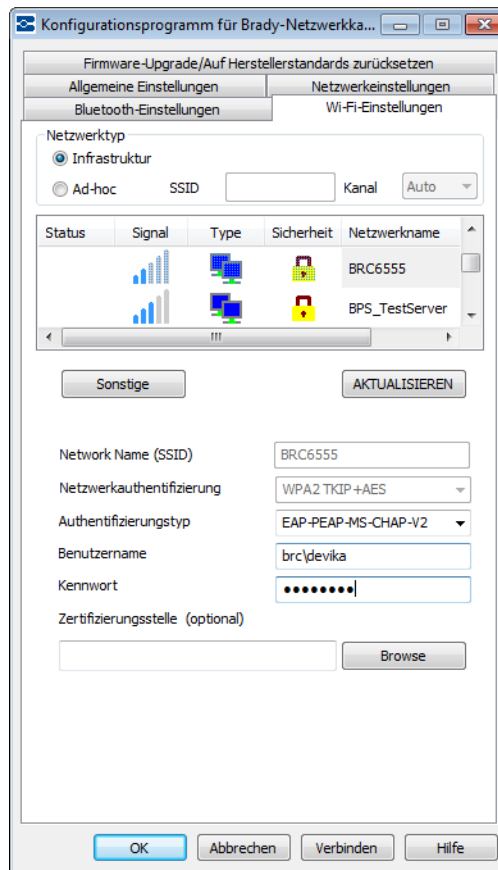 Konfigurationsprogramm für Brady-Netzwerkka...
Firmware-Upgrade/Auf Herstellerstandards zurücksetzen
Allgemeine Einstellungen Netzwerkeinstellungen
Bluetooth-Einstellungen Wi-Fi-Einstellungen
Netzwerktyp
Infrastruktur
Ad-hoc SSID Kanal Auto
Status Signal Type Sicherheit Netzwerkname
BRC6555
BPS_TestServer
Sonstige AKTUALISIEREN
Network Name (SSID) BRC6555
Netzwerkauthentifizierung WPA2 TKIP+AES
Authentifizierungstyp EAP-PEAP-MS-CHAP-V2
Benutzername brc\devika
Kennwort ●●●●●●●●
Zertifizierungsstelle (optional)
Browse
OK Abbrechen Verbinden Hilfe